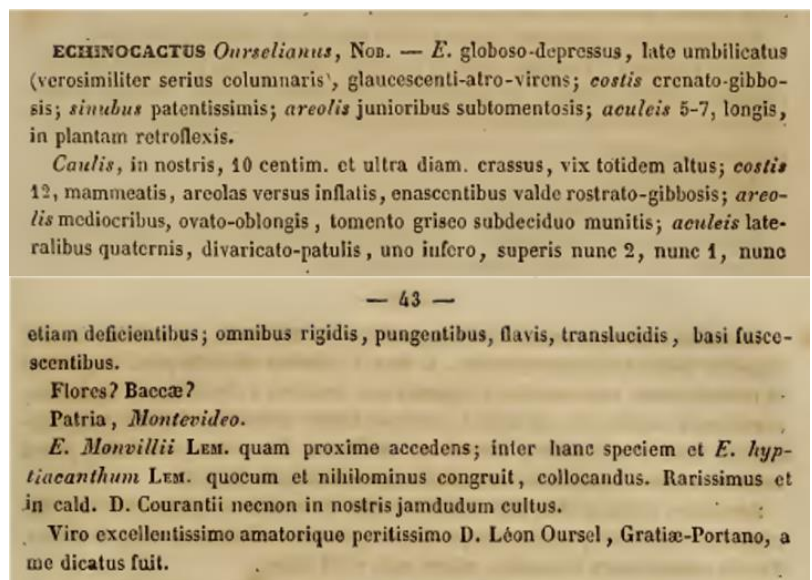 ECHINOCACTUS Ourselianus, Nob. — E. globoso-depressus, late umbilicatus
(verosimiliter serius columnaris), glaucescenti-atro-virens; costis crenato-gibbo-
sis; sinubus patentissimis; areolis junioribus subtomentosis; aculeis 5-7, longis,
in plantam retroflexis.
Caulis, in nostris, 10 centim. et ultra diam. crassus, vix totidem altus; costis
12, mammeatis, areolas versus inflatis, enascentibus valde rostrato-gibbosis; areo-
lis mediocribus, ovato-oblongis, tomento griseo subdeciduo munitis; aculeis late-
ralibus quaternis, divaricato-patulis, uno infero, superis nunc 2, nunc 1, nunc
— 43 —
etiam deficientibus; omnibus rigidis, pungentibus, flavis, translucidis, basi fusce-
scentibus.
Flores? Baccæ?
Patria, Montevideo.
E. Monvillii Lem. quam proxime accedens; inter hanc speciem et E. hyp-
tiacanthum Lem. quocum et nihilominus congruit, collocandus. Rarissimus et
in cald. D. Courantii necnon in nostris jamdudum cultus.
Viro excellentissimo amatorique peritissimo D. Léon Oursel, Gratiæ-Portano, a
me dicatus fuit.